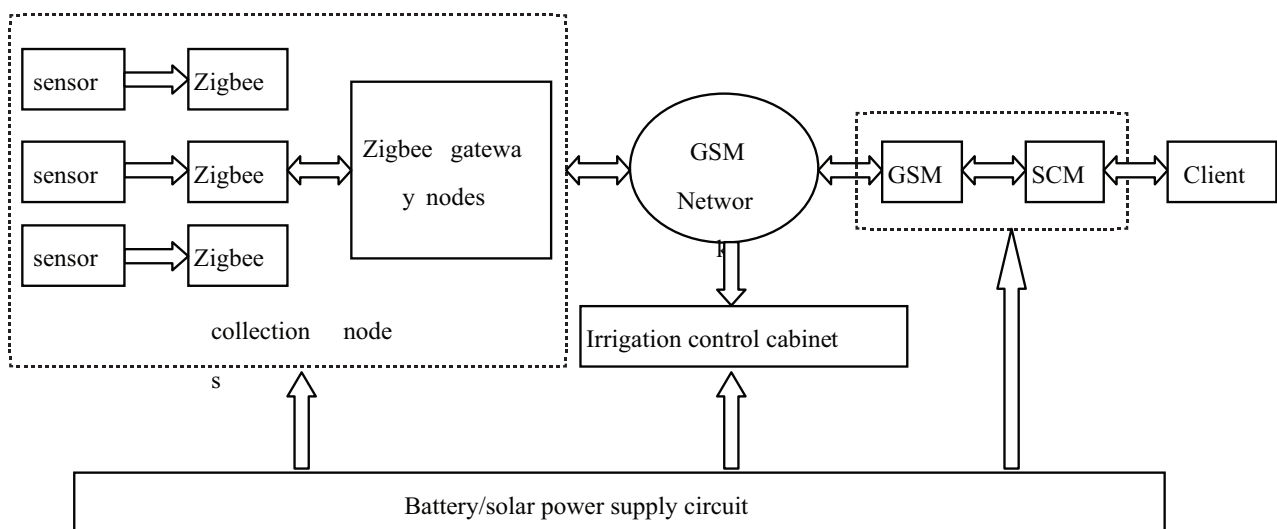 sensor
Zigbee
sensor
Zigbee
sensor
Zigbee
Zigbee gatewa
y nodes
collection node
s
GSM
Networ
k
GSM
SCM
Client
Irrigation control cabinet
Battery/solar power supply circuit